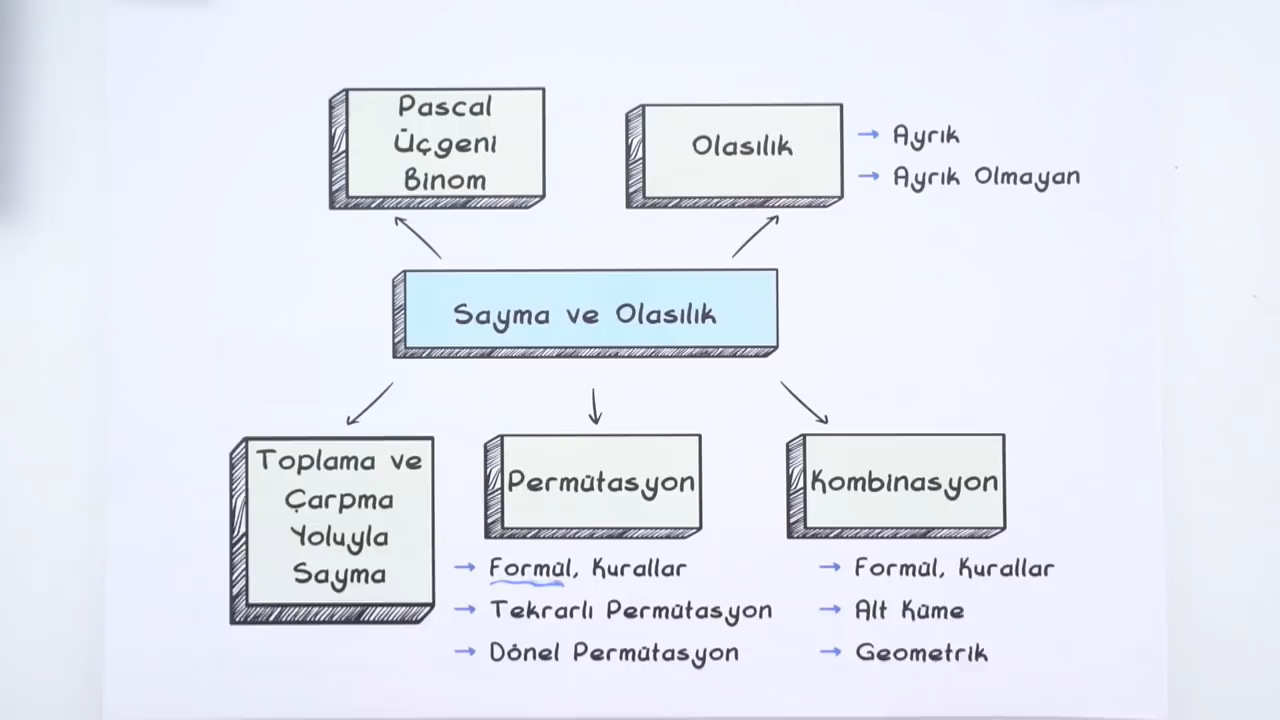 Pascal
Üçgeni
Binom
Olasılık
→ Ayrık
→ Ayrık Olmayan
Sayma ve Olasılık
Toplama ve
Çarpma
Yoluyla
Sayma
Permütasyon
→ Formül, Kurallar
→ Tekrarlı Permütasyon
→ Dönel Permütasyon
Kombinasyon
→ Formül, Kurallar
→ Alt Küme
→ Geometrik